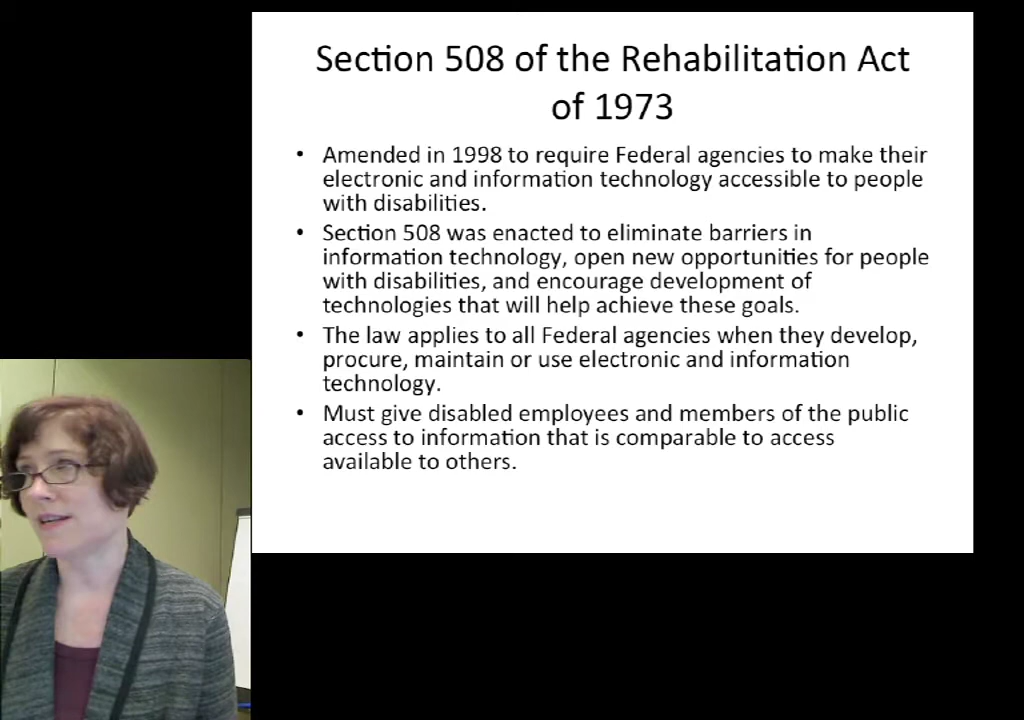 Section 508 of the Rehabilitation Act
of 1973
• Amended in 1998 to require Federal agencies to make their
electronic and information technology accessible to people
with disabilities.
• Section 508 was enacted to eliminate barriers in
information technology, open new opportunities for people
with disabilities, and encourage development of
technologies that will help achieve these goals.
• The law applies to all Federal agencies when they develop,
procure, maintain or use electronic and information
technology.
• Must give disabled employees and members of the public
access to information that is comparable to access
available to others.